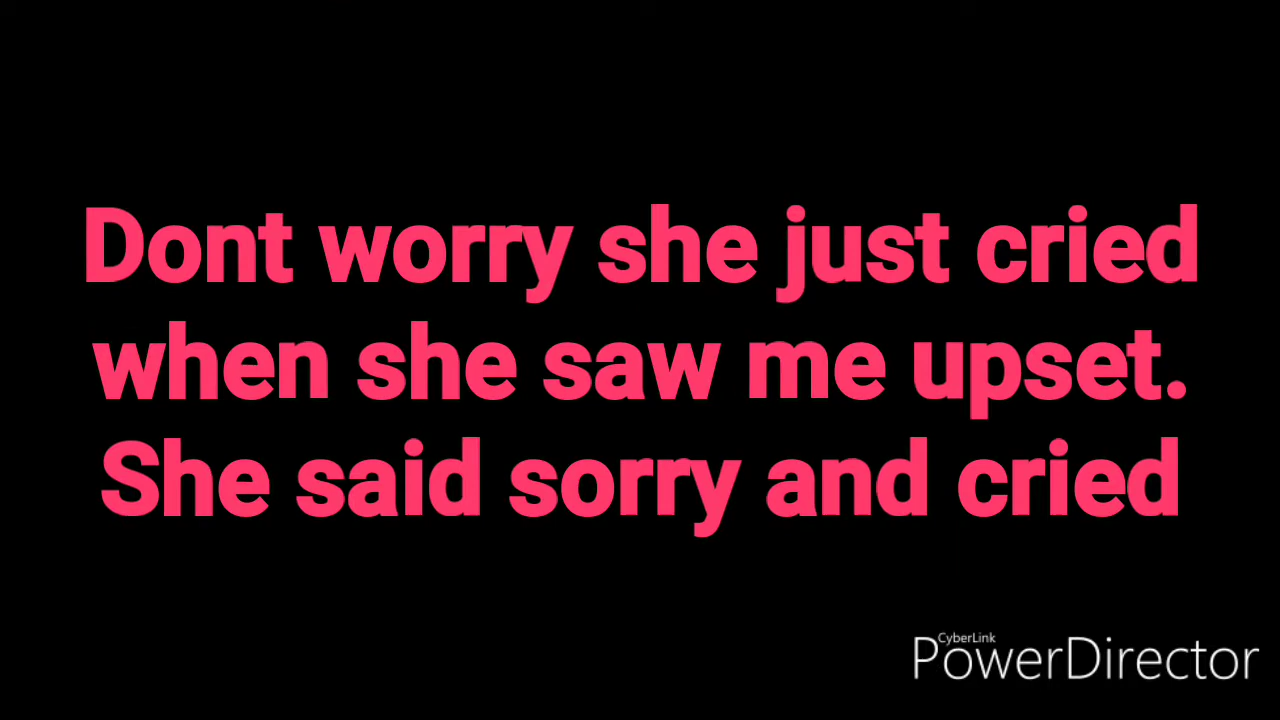 Dont worry she just cried
when she saw me upset.
She said sorry and cried
CyberLink
PowerDirector